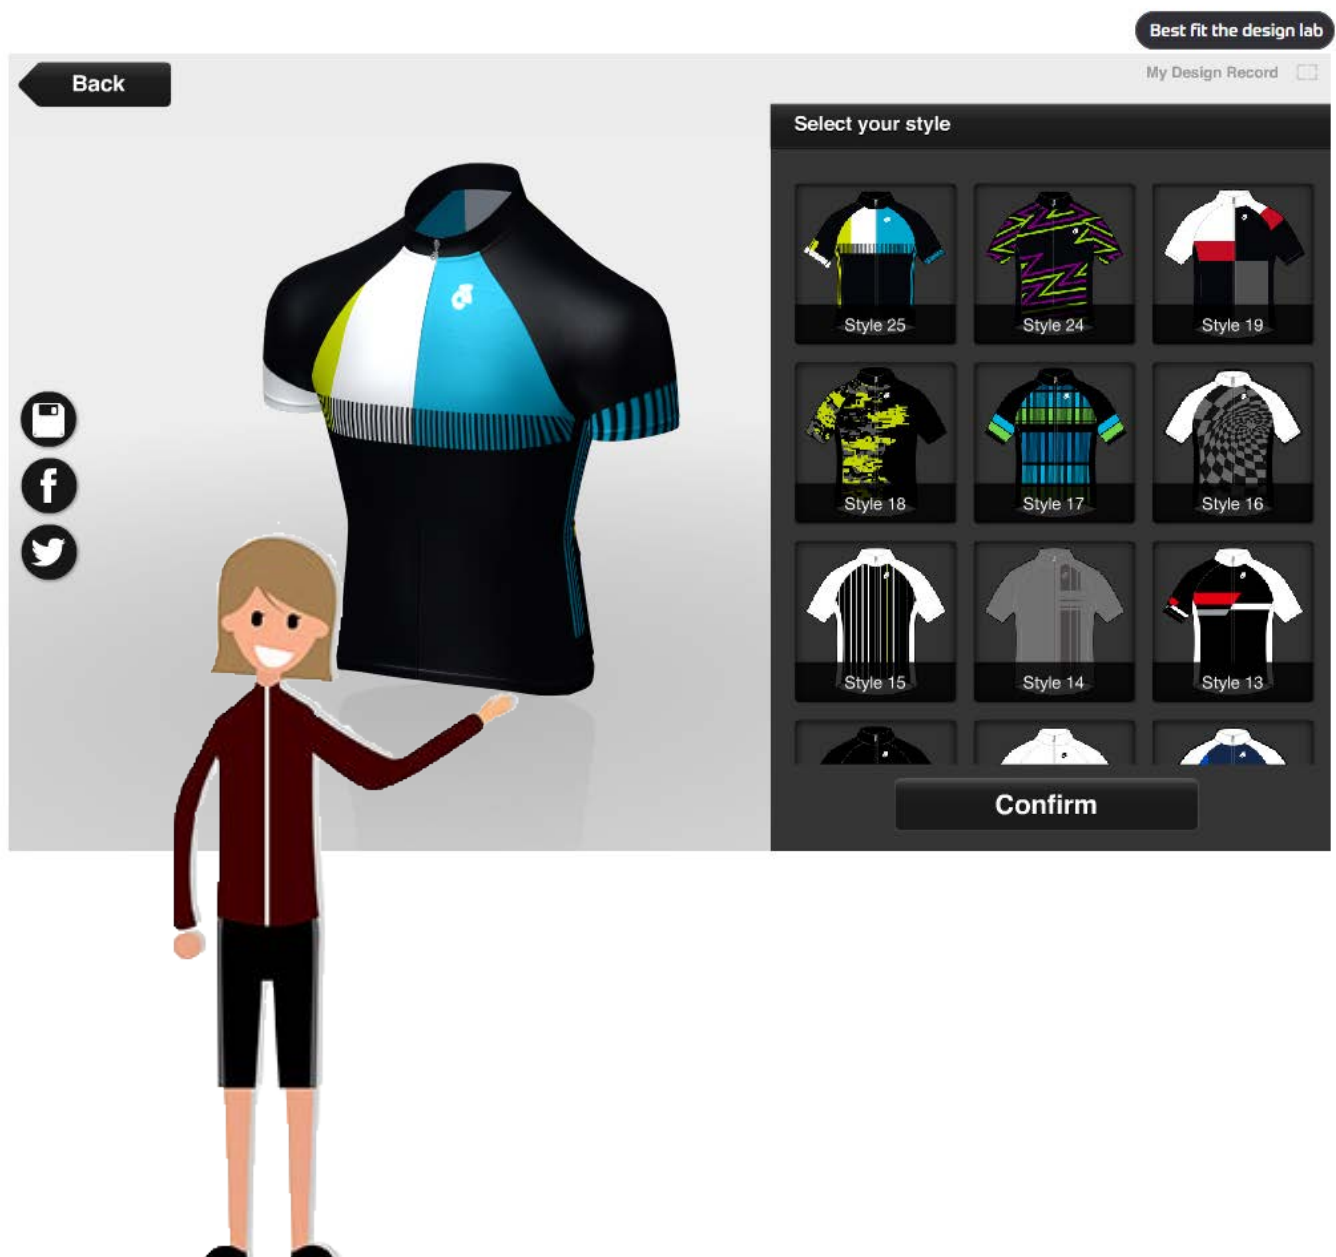 Best fit the design lab
Back
My Design Record
Select your style
Style 25
Style 24
Style 19
Style 18
Style 17
Style 16
Style 15
Style 14
Style 13
Confirm